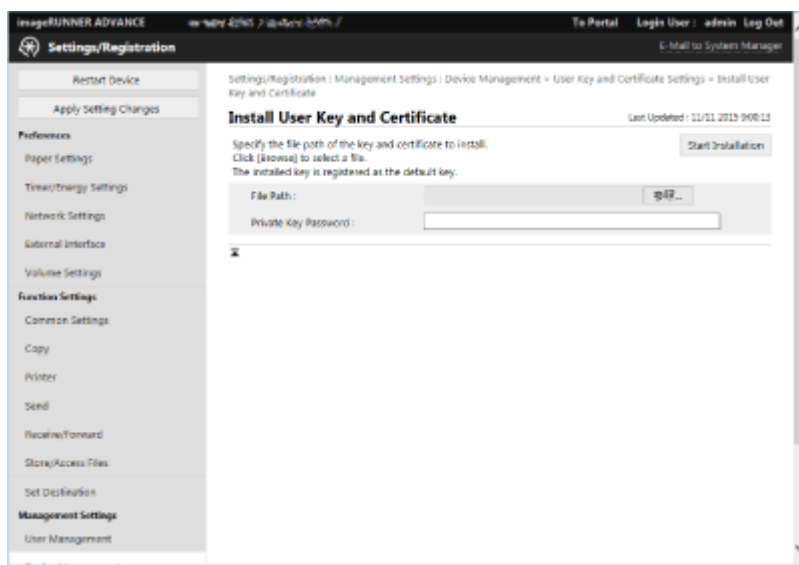 imageRUNNER ADVANCE
To Portal Login User : admin Log Out
Settings/Registration
E-Mail to System Manager
Restart Device
Apply Setting Changes
Preferences
Paper Settings
Timer/Energy Settings
Network Settings
External Interface
Volume Settings
Function Settings
Common Settings
Copy
Printer
Send
Receive/Forward
Store/Access Files
Set Destination
Management Settings
User Management
Settings/Registration : Management Settings : Device Management > User Key and Certificate Settings > Install User
Key and Certificate
Install User Key and Certificate
Last Updated : 11/11 2015
Start Installation
Specify the file path of the key and certificate to install.
Click [Browse] to select a file.
The installed key is registered as the default key.
File Path :
Private Key Password :